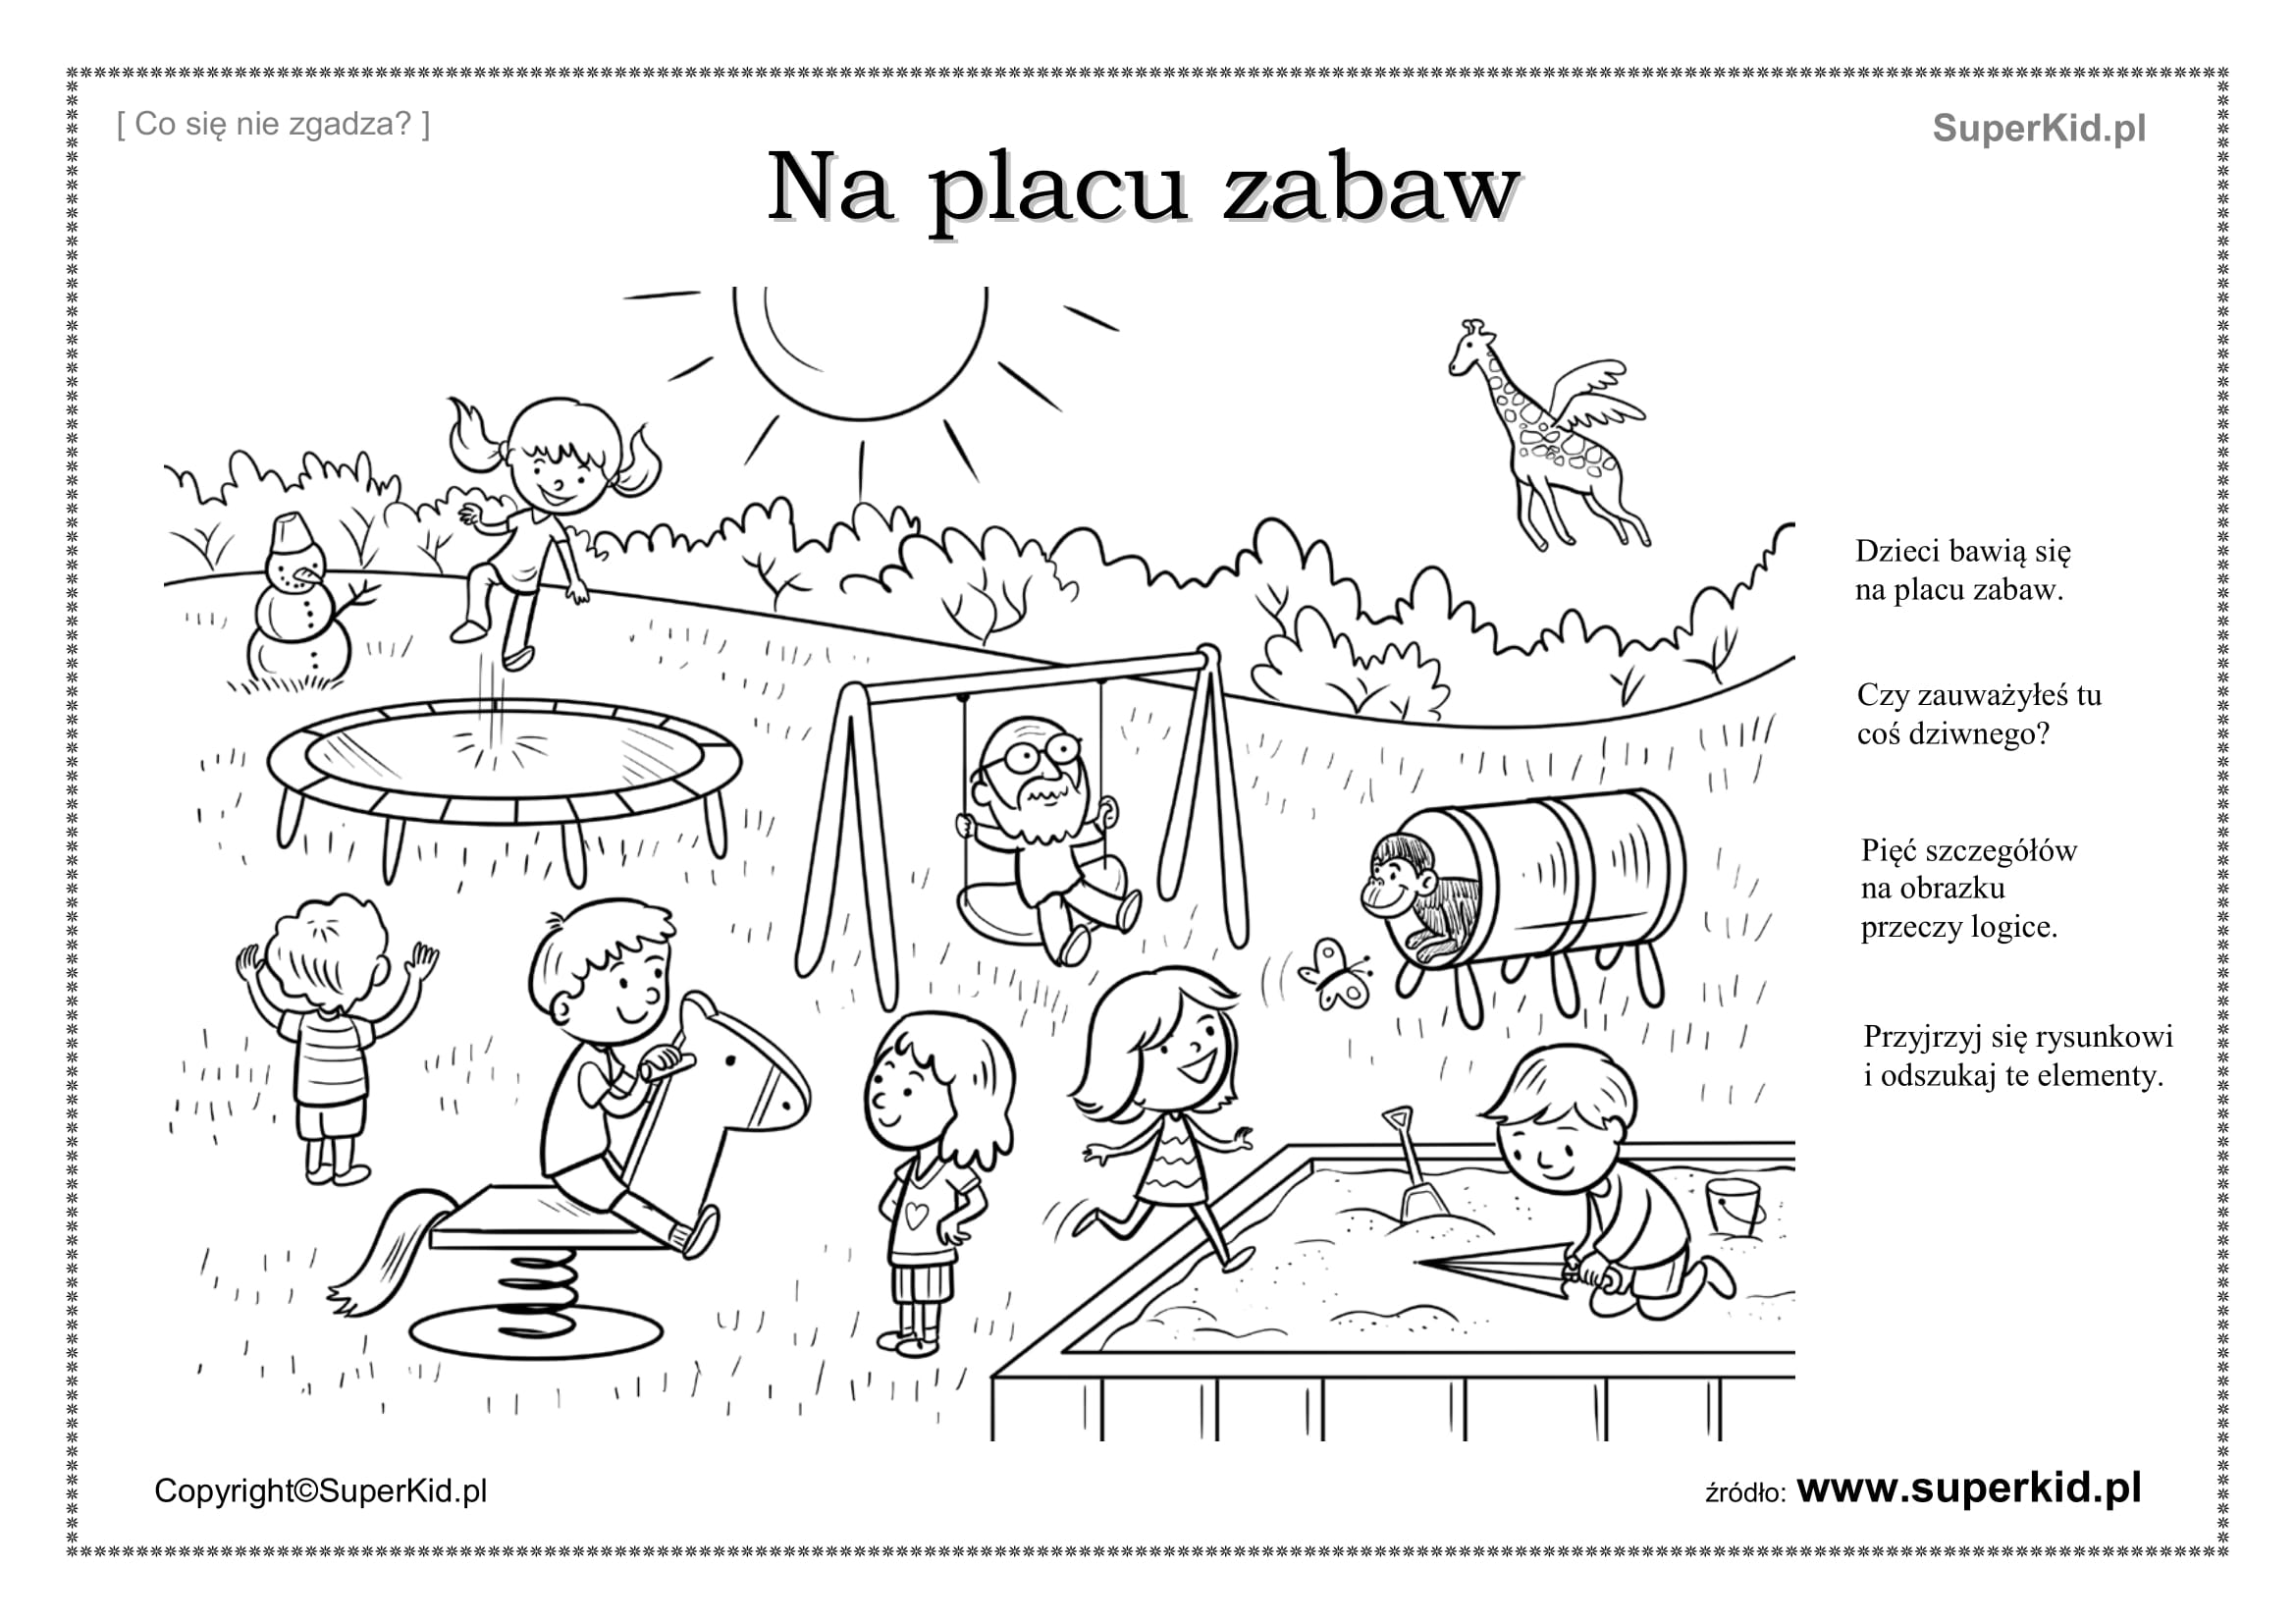 [ Co się nie zgadza? ]
SuperKid.pl
Na placu zabaw
Dzieci bawią się
na placu zabaw.
Czy zauważyłeś tu
coś dziwnego?
Pięć szczegółów
na obrazku
przeczy logice.
Przyjrzyj się rysunkowi
i odszukaj te elementy.
Copyright©SuperKid.pl
źródło: www.superkid.pl